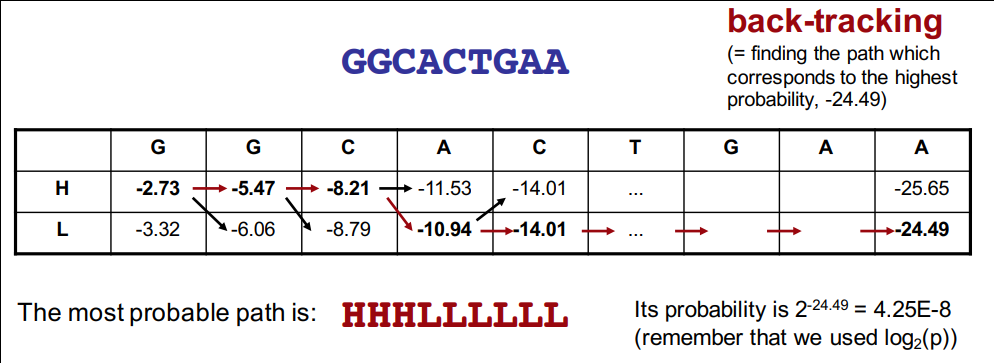 back-tracking
(= finding the path which
corresponds to the highest
probability, -24.49)
GGCACTGAA
G G C A C T G A A
H -2.73 -5.47 -8.21 -11.53 -14.01 ... -25.65
L -3.32 -6.06 -8.79 -10.94 -14.01 ... -24.49
The most probable path is: HHHLLLLLL
Its probability is 2-24.49 = 4.25E-8
(remember that we used log2(p))